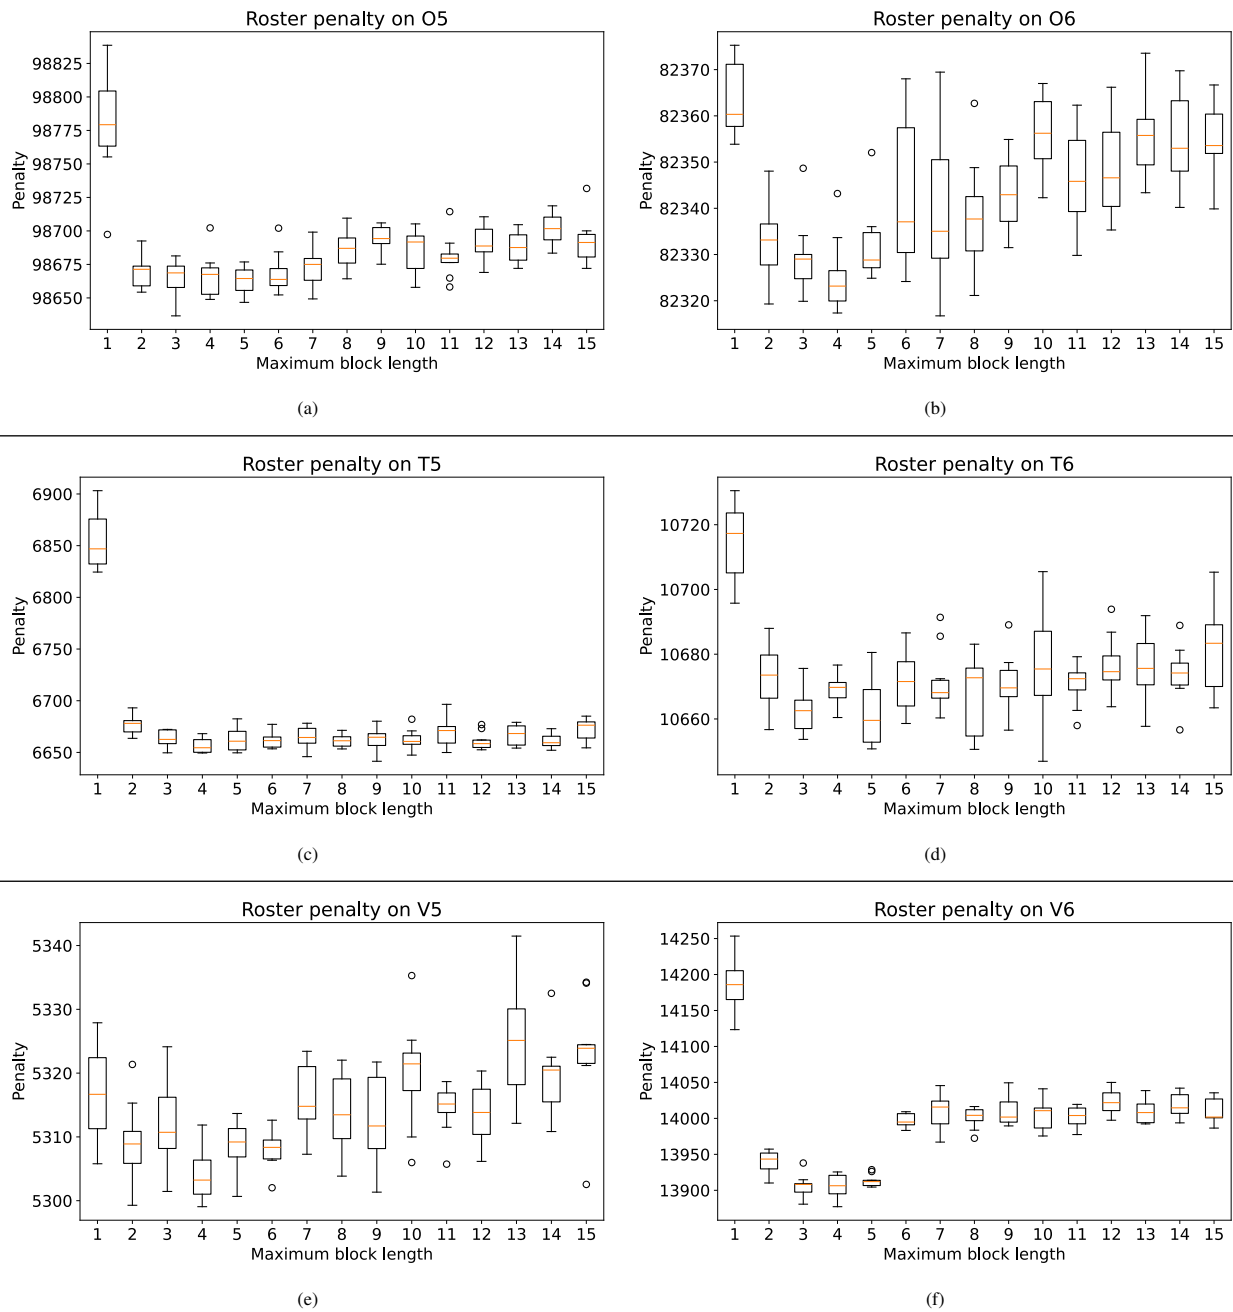 Roster penalty on O5
Penalty
98825
98800
98775
98750
98725
98700
98675
98650
1 2 3 4 5 6 7 8 9 10 11 12 13 14 15
Maximum block length
(a)
Roster penalty on O6
Penalty
82370
82360
82350
82340
82330
82320
1 2 3 4 5 6 7 8 9 10 11 12 13 14 15
Maximum block length
(b)
Roster penalty on T5
Penalty
6900
6850
6800
6750
6700
6650
1 2 3 4 5 6 7 8 9 10 11 12 13 14 15
Maximum block length
(c)
Roster penalty on T6
Penalty
10720
10700
10680
10660
1 2 3 4 5 6 7 8 9 10 11 12 13 14 15
Maximum block length
(d)
Roster penalty on V5
Penalty
5340
5330
5320
5310
5300
1 2 3 4 5 6 7 8 9 10 11 12 13 14 15
Maximum block length
(e)
Roster penalty on V6
Penalty
14250
14200
14150
14100
14050
14000
13950
13900
1 2 3 4 5 6 7 8 9 10 11 12 13 14 15
Maximum block length
(f)